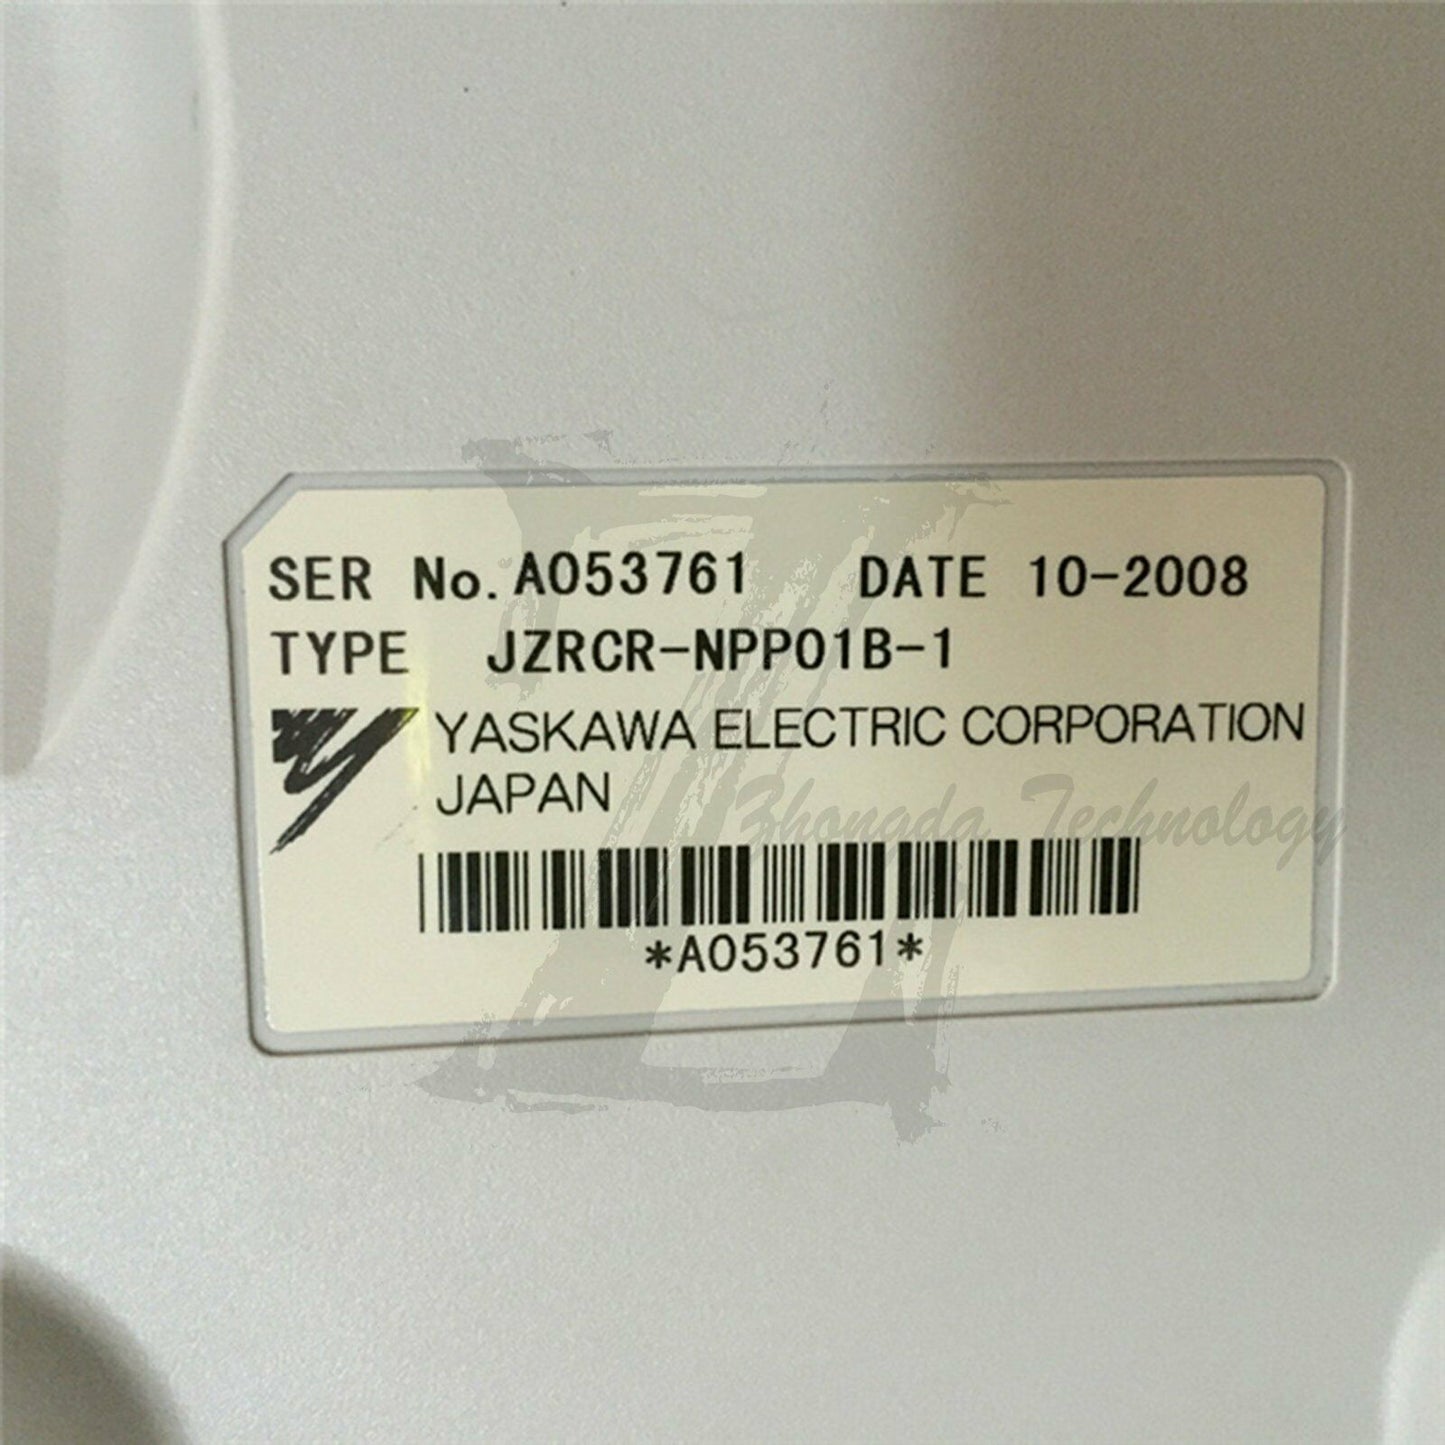 SER No. A053761 DATE 10-2008
TYPE JZRCR-NPP01B-1
YASKAWA ELECTRIC CORPORATION
JAPAN
Zhongda Technology
*A053761*